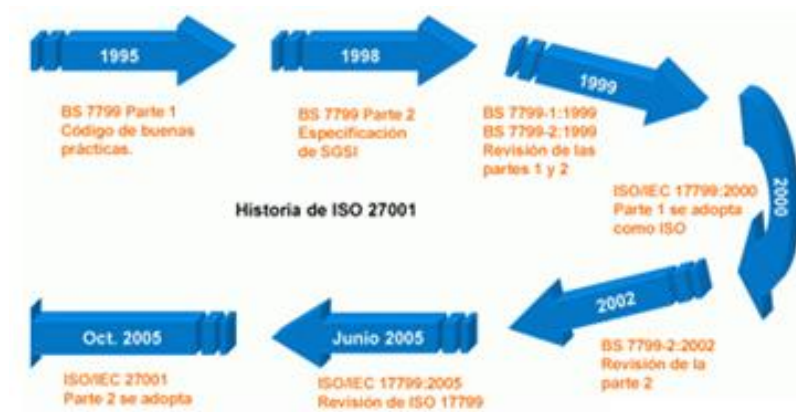 1995
BS 7799 Parte 1
Código de buenas
prácticas.
1998
BS 7799 Parte 2
Especificación
de SGSI
1999
BS 7799-1:1999
BS 7799-2:1999
Revisión de las
partes 1 y 2
2000
ISO/IEC 17799:2000
Parte 1 se adopta
como ISO
Historia de ISO 27001
2002
BS 7799-2:2002
Revisión de la
parte 2
Junio 2005
ISO/IEC 17799:2005
Revisión de ISO 17799
Oct. 2005
ISO/IEC 27001
Parte 2 se adopta